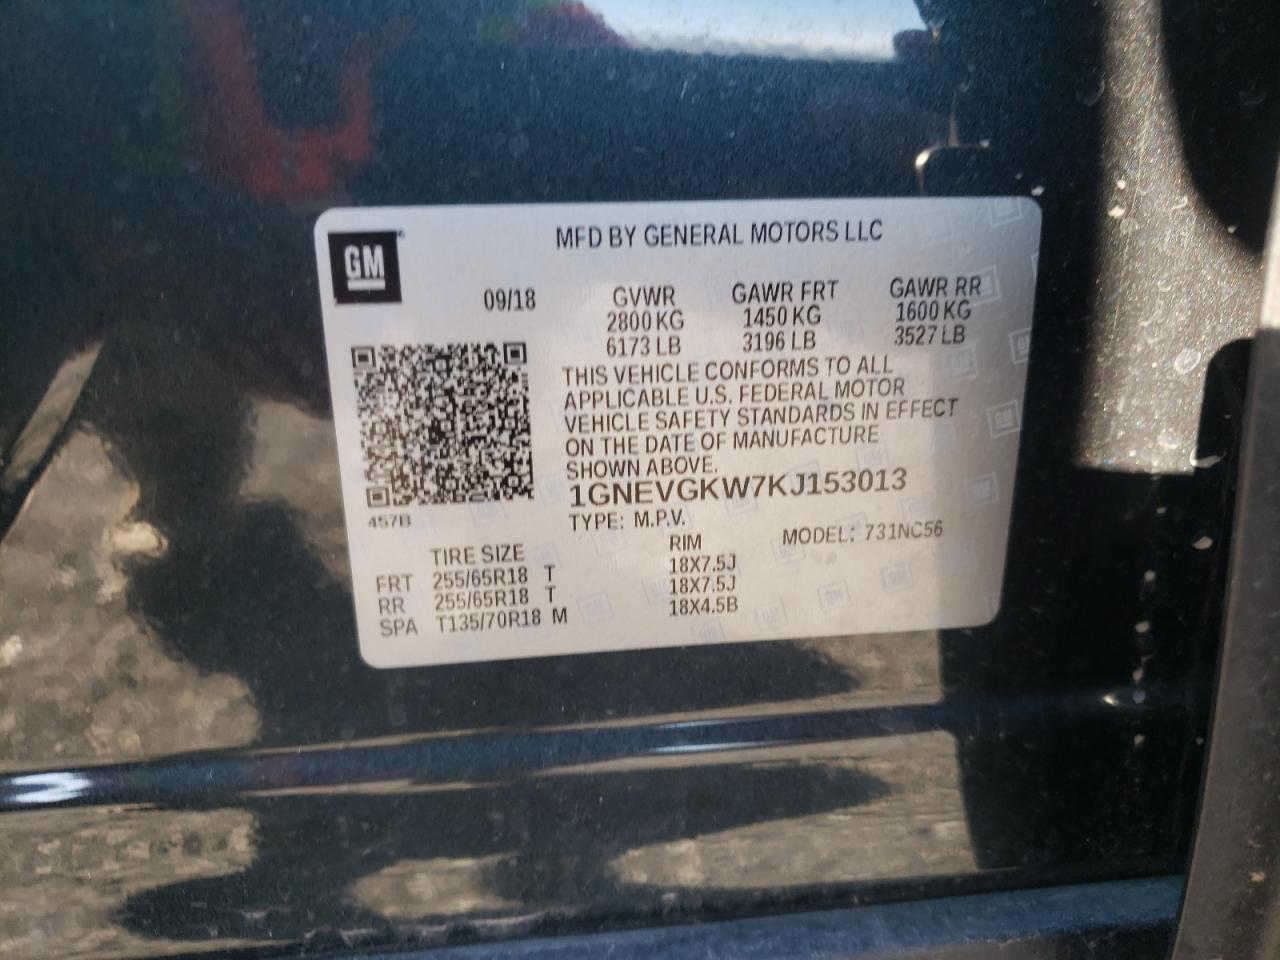 GM
MFD BY GENERAL MOTORS LLC
09/18 GVWR GAWR FRT GAWR RR
2800 KG 1450 KG 1600 KG
6173 LB 3196 LB 3527 LB
THIS VEHICLE CONFORMS TO ALL
APPLICABLE U.S. FEDERAL MOTOR
VEHICLE SAFETY STANDARDS IN EFFECT
ON THE DATE OF MANUFACTURE
SHOWN ABOVE.
1GNEVGKW7KJ153013
457B
TYPE: M.P.V. MODEL: 731NC56
TIRE SIZE RIM
FRT 255/65R18 T 18X7.5J
RR 255/65R18 T 18X7.5J
SPA T135/70R18 M 18X4.5B